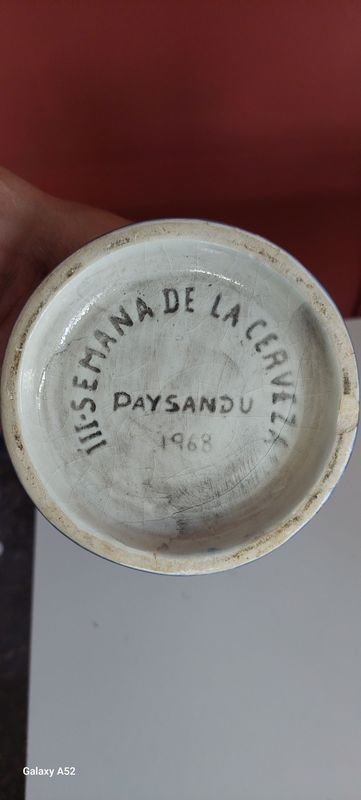 III SEMANA DE LA CERVEZA
PAYSANDU
1968
Galaxy A52